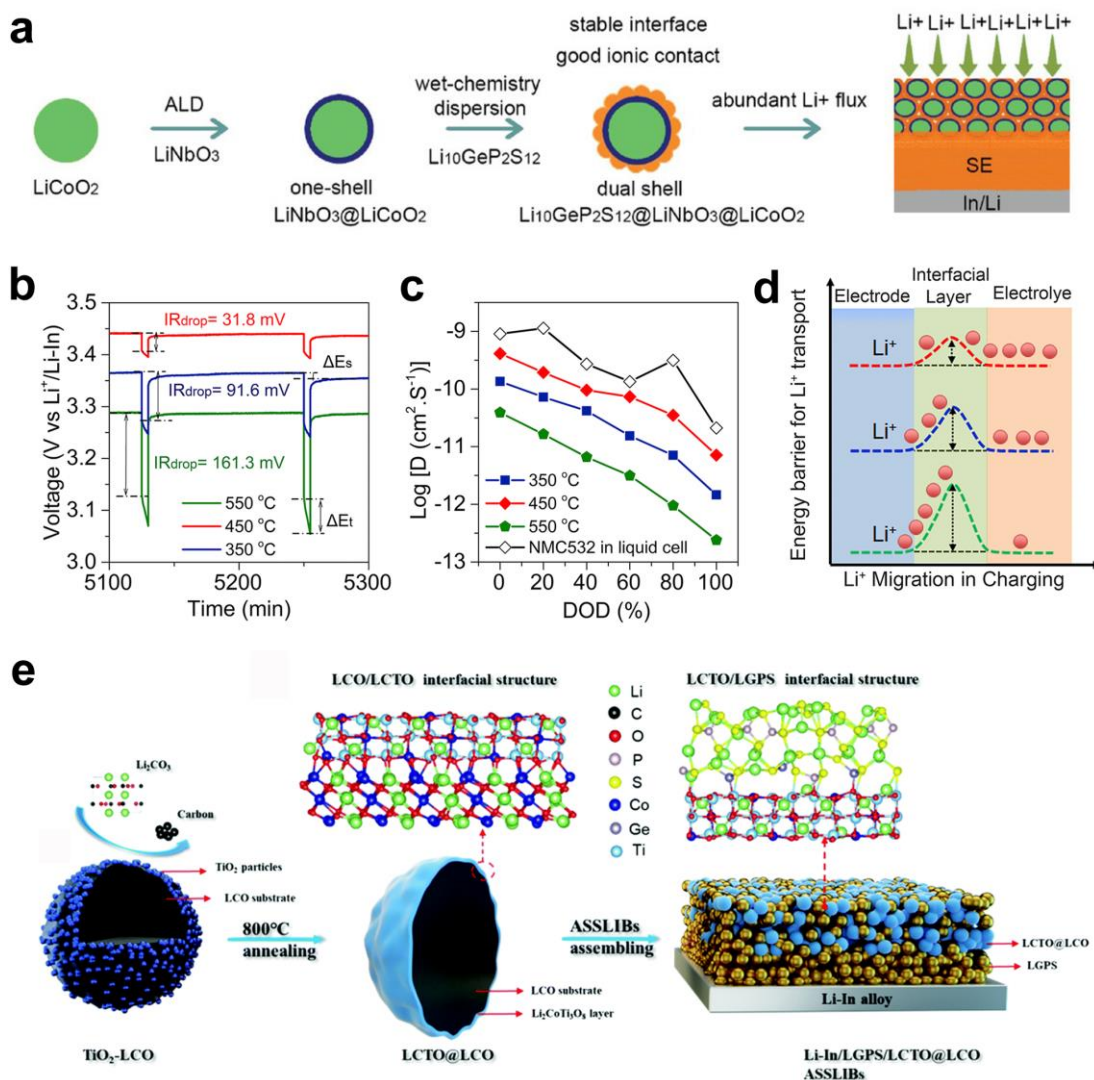 a
LiCoO2
ALD
LiNbO3
one-shell
LiNbO3@LiCoO2
wet-chemistry
dispersion
Li10GeP2S12
stable interface
good ionic contact
dual shell
Li10GeP2S12@LiNbO3@LiCoO2
abundant Li+ flux
Li+ Li+ Li+ Li+ Li+ Li+
SE
In/Li
b
Voltage (V vs Li+/Li-In)
3.5
3.4
3.3
3.2
3.1
3.0
IRdrop= 31.8 mV
ΔEs
IRdrop= 91.6 mV
IRdrop= 161.3 mV
550 °C
450 °C
350 °C
ΔEt
5100
5200
5300
Time (min)
c
Log [D (cm2.S-1)]
-9
-10
-11
-12
-13
350 °C
450 °C
550 °C
NMC532 in liquid cell
0
20
40
60
80
100
DOD (%)
d
Energy barrier for Li+ transport
Electrode
Interfacial
Layer
Electrolye
Li+
Li+
Li+
Li+ Migration in Charging
e
Li2CO3
Carbon
TiO2 particles
LCO substrate
TiO2-LCO
800°C
annealing
LCO/LCTO interfacial structure
Li
C
O
P
S
Co
Ge
Ti
LCO substrate
Li2CoTi3O8 layer
LCTO@LCO
ASSLIBs
assembling
LCTO/LGPS interfacial structure
LCTO@LCO
LGPS
Li-In alloy
Li-In/LGPS/LCTO@LCO
ASSLIBs